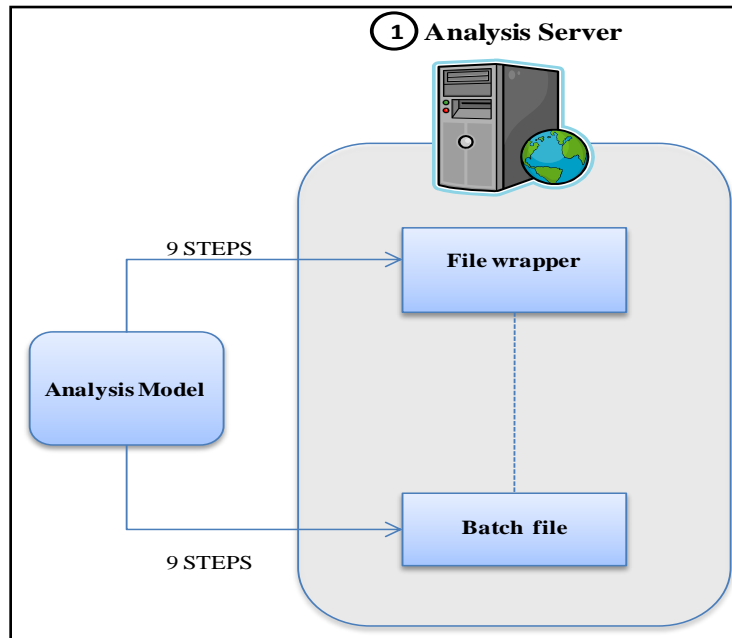 1 Analysis Server
9 STEPS
File wrapper
Analysis Model
Batch file
9 STEPS